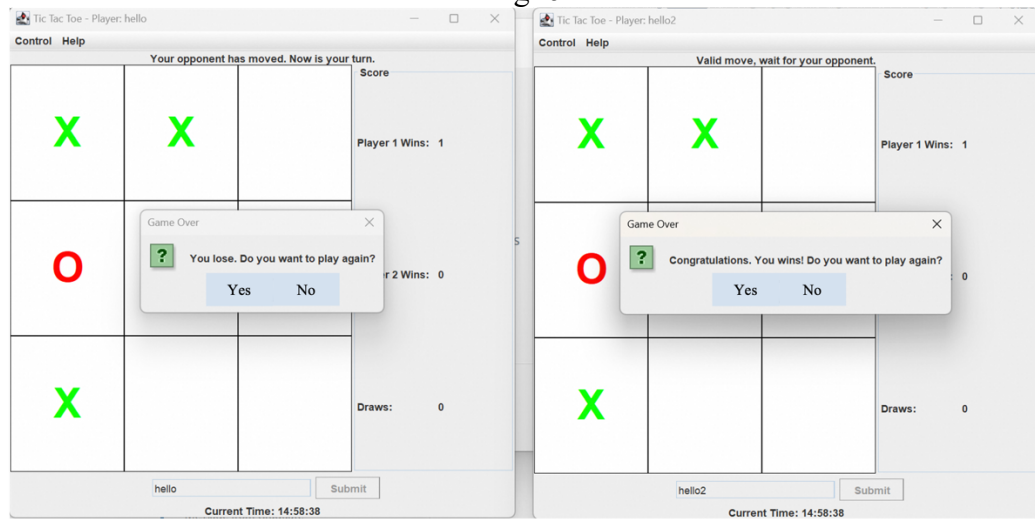 Tic Tac Toe - Player: hello
Control Help
Your opponent has moved. Now is your turn.
Score
X X
Player 1 Wins: 1
Game Over
O
? You lose. Do you want to play again?
r 2 Wins: 0
Yes No
X
Draws: 0
hello Submit
Current Time: 14:58:38
Tic Tac Toe - Player: hello2
Control Help
Valid move, wait for your opponent.
Score
X X
Player 1 Wins: 1
Game Over
O
? Congratulations. You wins! Do you want to play again?
: 0
Yes No
X
Draws: 0
hello2 Submit
Current Time: 14:58:38